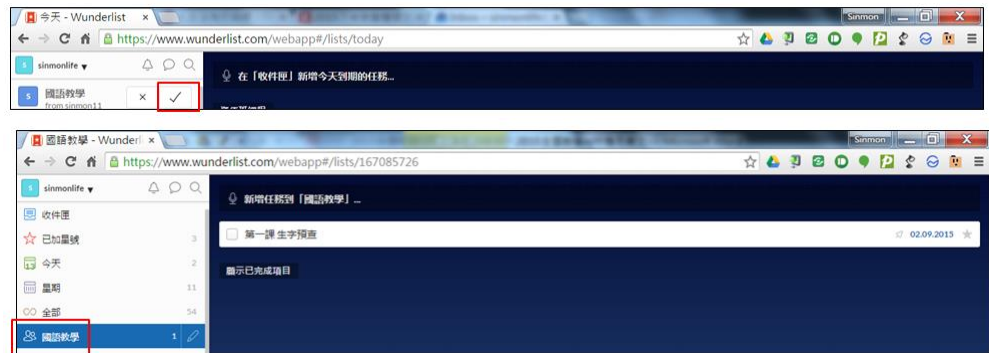 今天 - Wunderlist
Sinmon
https://www.wunderlist.com/webapp#/lists/today
s sinmonlife
在「收件匣」新增今天到期的任務...
s 國語教學
from sinmon11
國語教學 - Wunderl
Sinmon
https://www.wunderlist.com/webapp#/lists/167085726
s sinmonlife
新增任務到「國語教學」...
收件匣
第一課 生字預查 02.09.2015
已加星號 3
今天 2
顯示已完成項目
星期 11
全部 54
國語教學 1